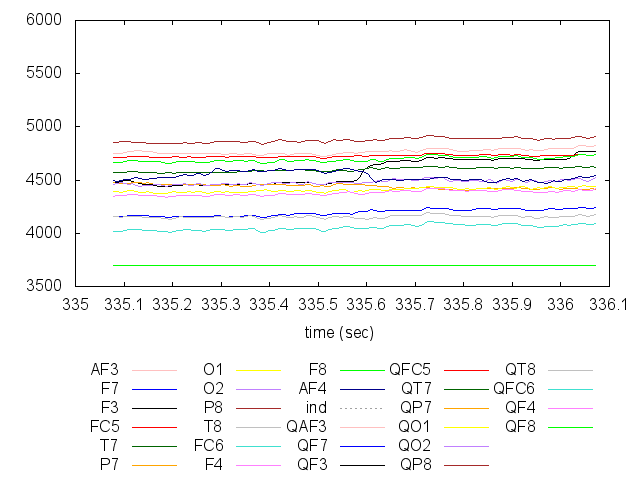 6000
5500
5000
4500
4000
3500
335 335.1 335.2 335.3 335.4 335.5 335.6 335.7 335.8 335.9 336 336.1
time (sec)
AF3 O1 F8 QFC5 QT8
F7 O2 AF4 QT7 QFC6
F3 P8 ind QP7 QF4
FC5 T8 QAF3 QO1 QF8
T7 FC6 QF7 QO2
P7 F4 QF3 QP8